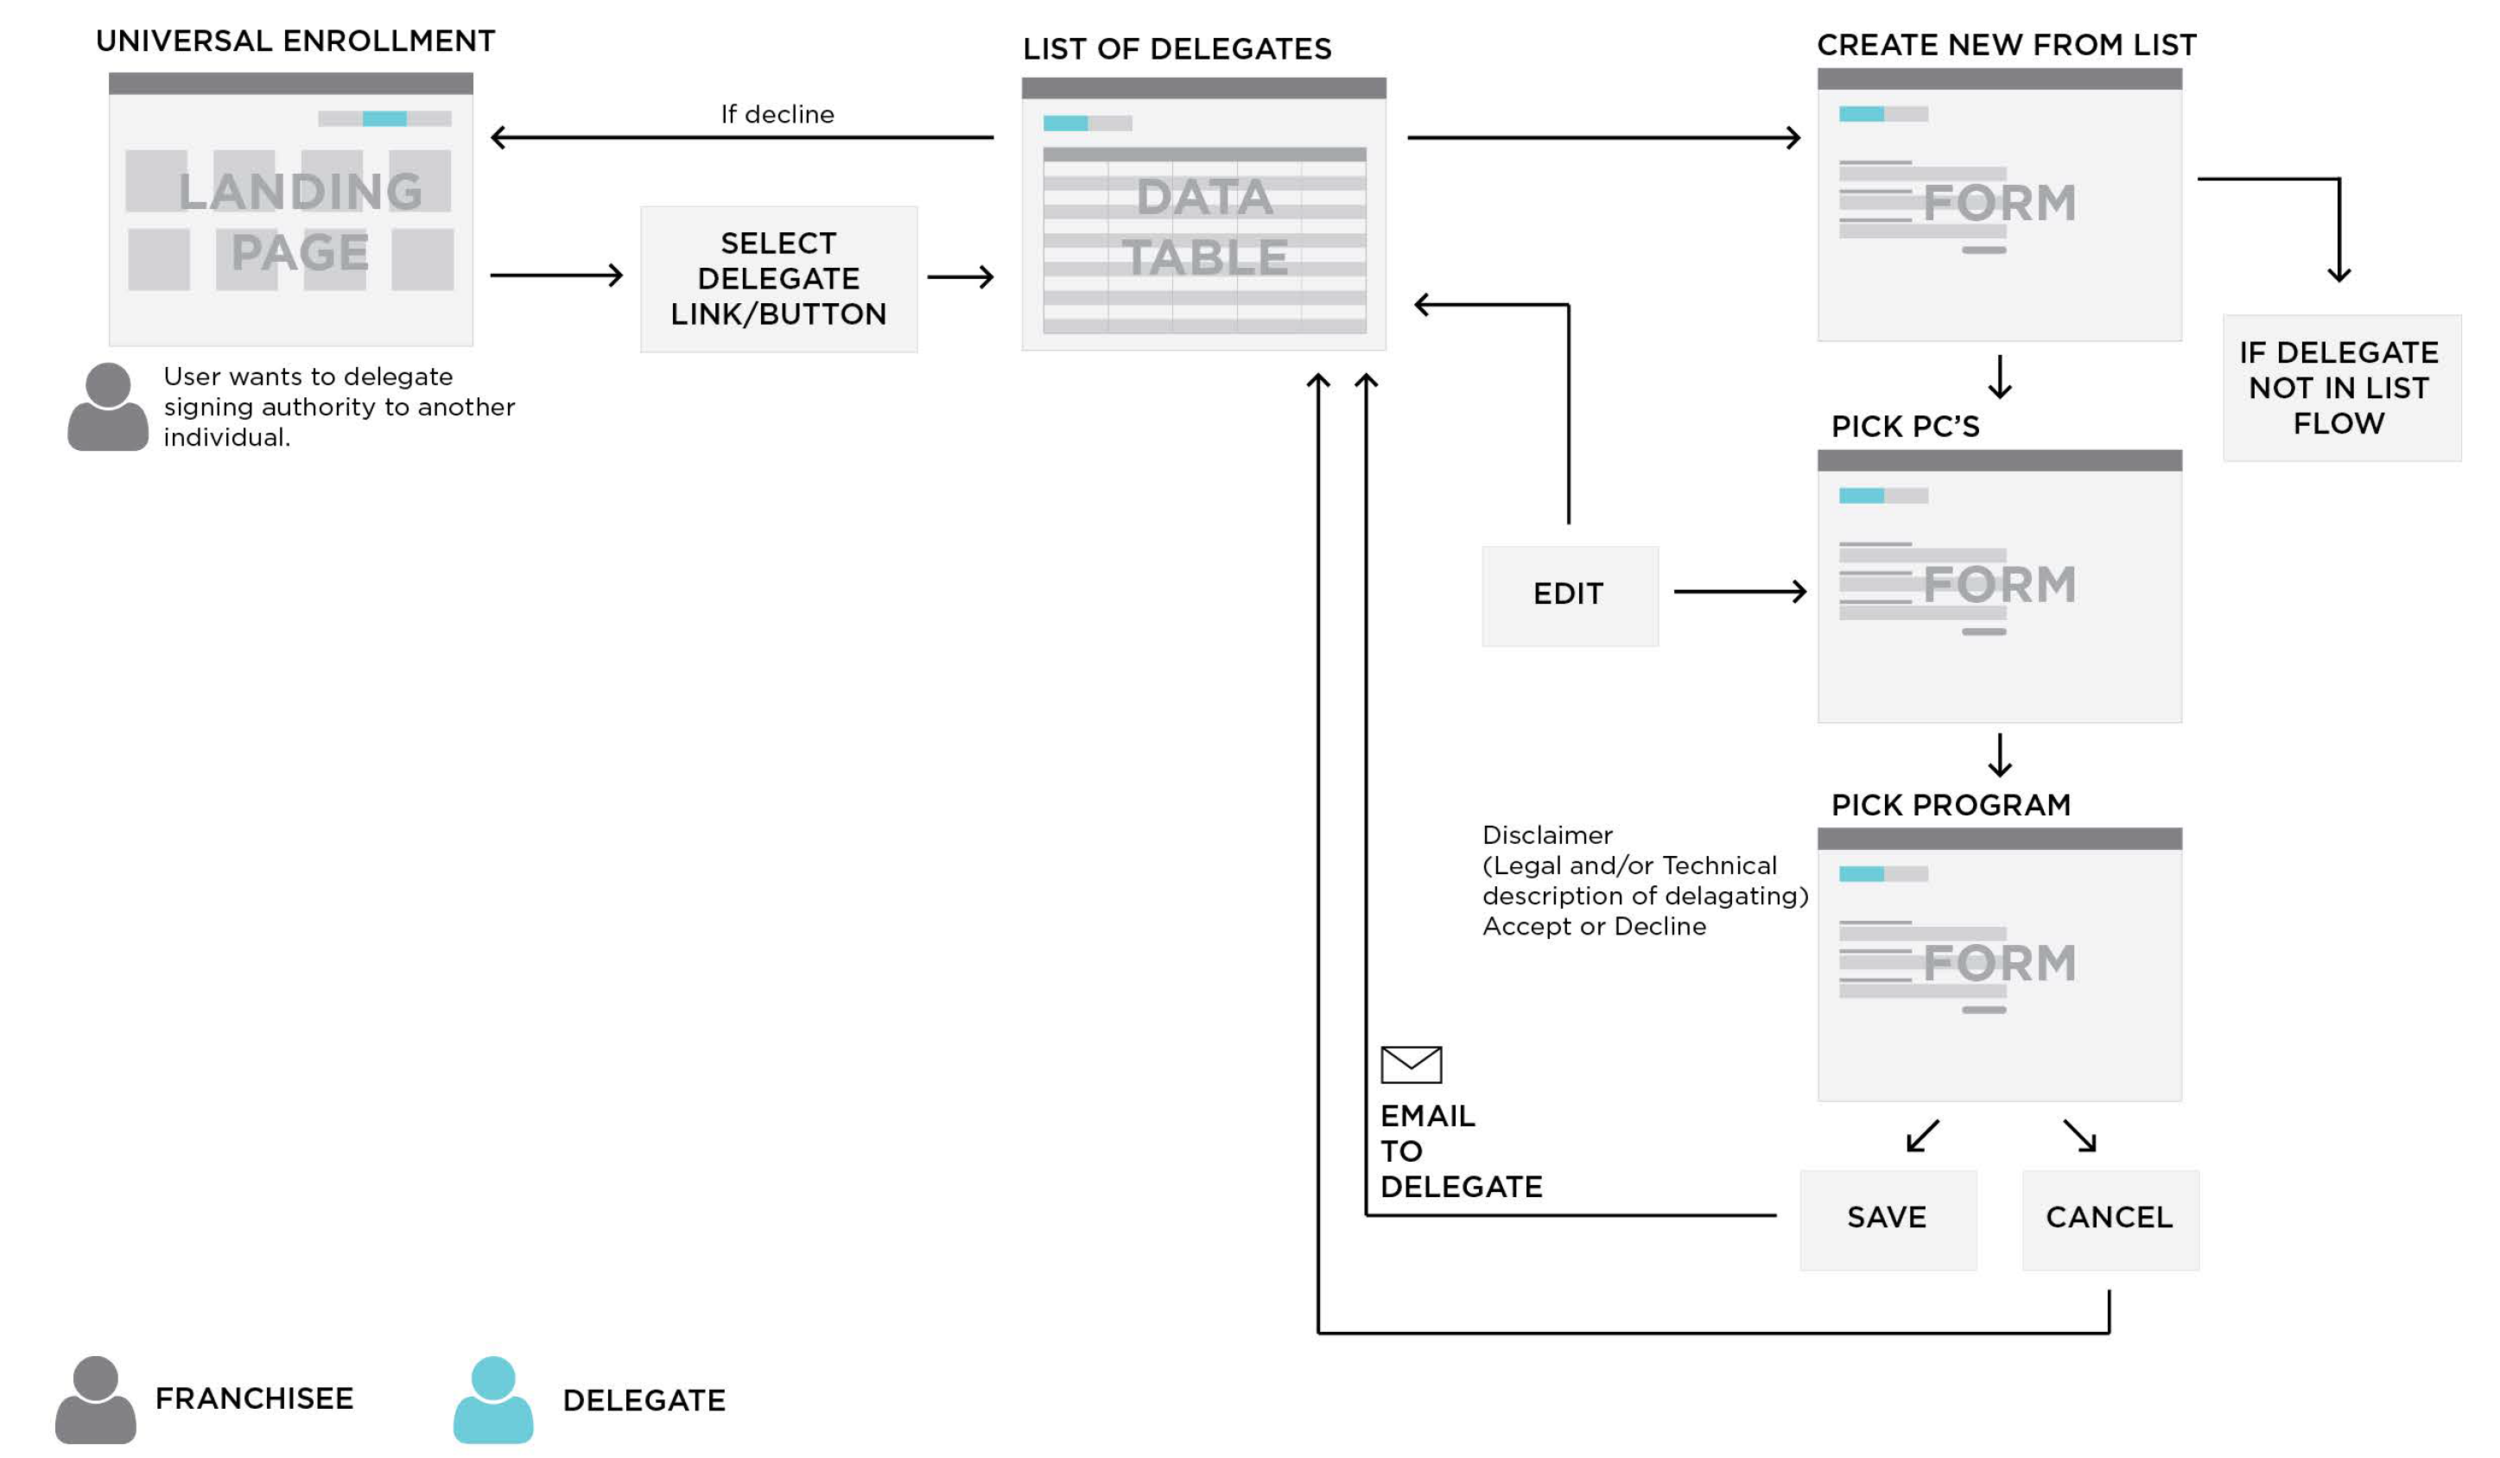 UNIVERSAL ENROLLMENT
LANDING
PAGE
User wants to delegate
signing authority to another
individual.
If decline
SELECT
DELEGATE
LINK/BUTTON
LIST OF DELEGATES
DATA
TABLE
CREATE NEW FROM LIST
FORM
IF DELEGATE
NOT IN LIST
FLOW
PICK PC'S
FORM
EDIT
PICK PROGRAM
FORM
Disclaimer
(Legal and/or Technical
description of delagating)
Accept or Decline
EMAIL
TO
DELEGATE
SAVE
CANCEL
FRANCHISEE
DELEGATE